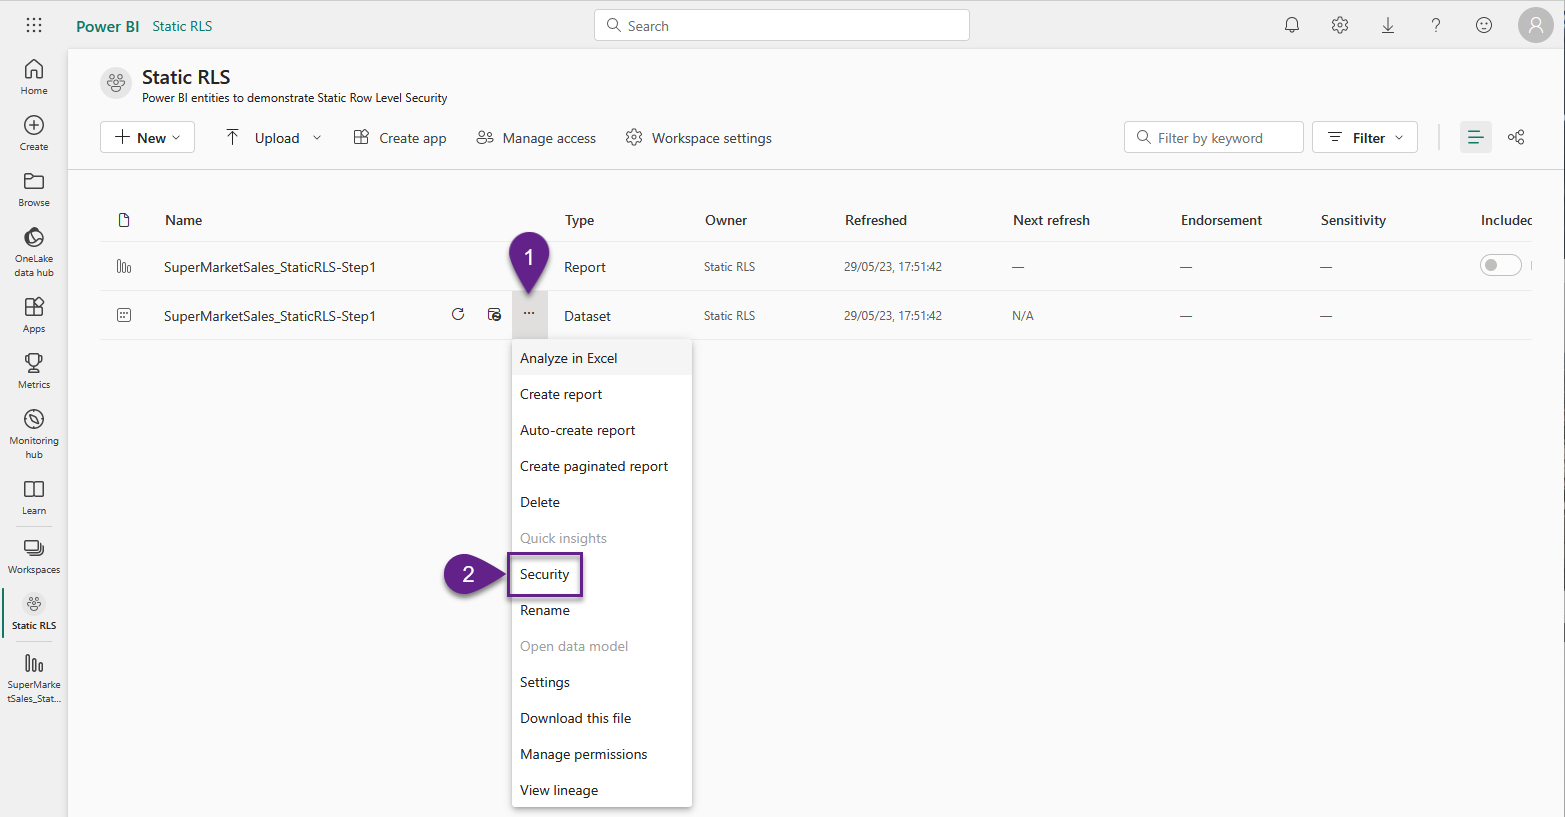 Power BI Static RLS
Search
Home
Create
Browse
OneLake
data hub
Apps
Metrics
Monitoring
hub
Learn
Workspaces
Static RLS
SuperMarke
tSales_Stat...
Static RLS
Power BI entities to demonstrate Static Row Level Security
New Upload Create app Manage access Workspace settings Filter by keyword Filter
Name Type Owner Refreshed Next refresh Endorsement Sensitivity Included
1
SuperMarketSales_StaticRLS-Step1 Report Static RLS 29/05/23, 17:51:42 — — —
SuperMarketSales_StaticRLS-Step1 ... Dataset Static RLS 29/05/23, 17:51:42 N/A — —
Analyze in Excel
Create report
Auto-create report
Create paginated report
Delete
Quick insights
2 Security
Rename
Open data model
Settings
Download this file
Manage permissions
View lineage